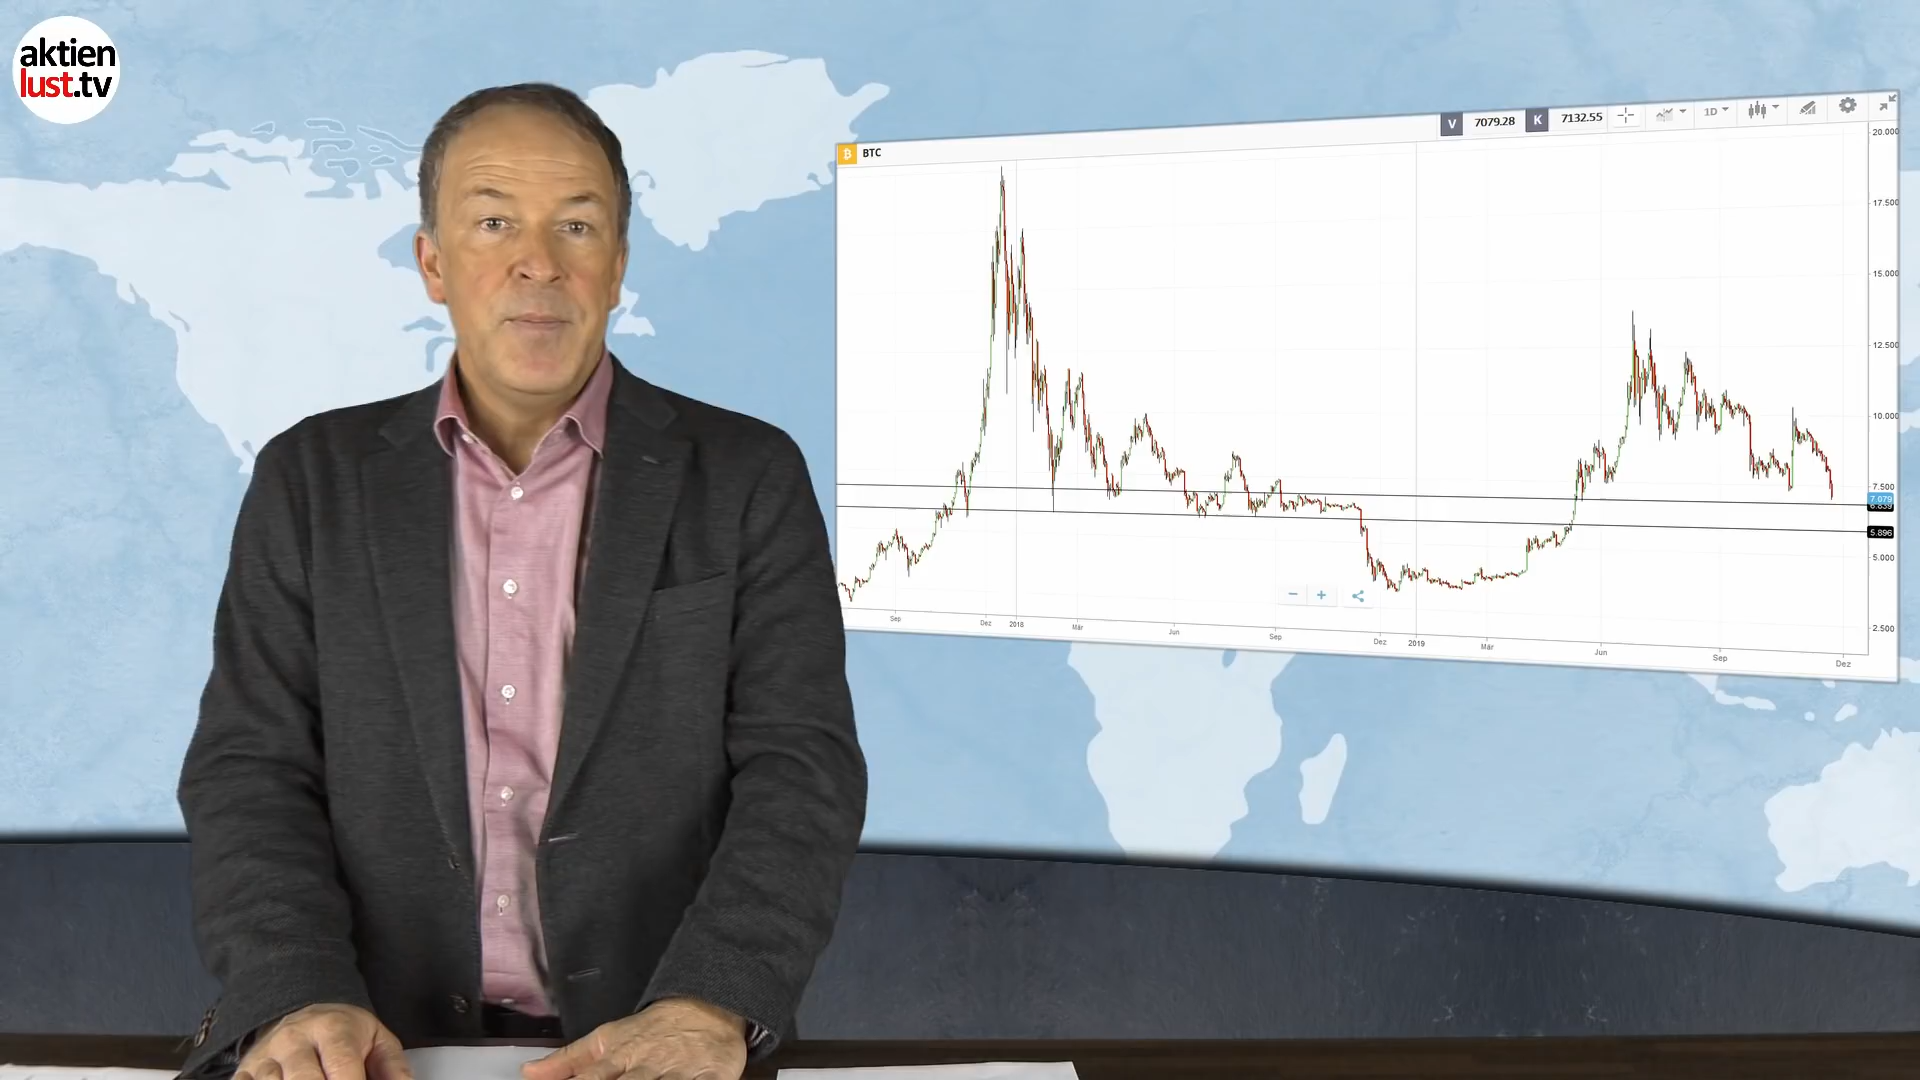 aktien
lust.tv
V 7079.28 K 7132.55 1D
BTC
20.000
17.500
15.000
12.500
10.000
7.500
7.079
6.839
5.896
5.000
2.500
Sep Dez 2018 Mär Jun Sep Dez 2019 Mär Jun Sep Dez